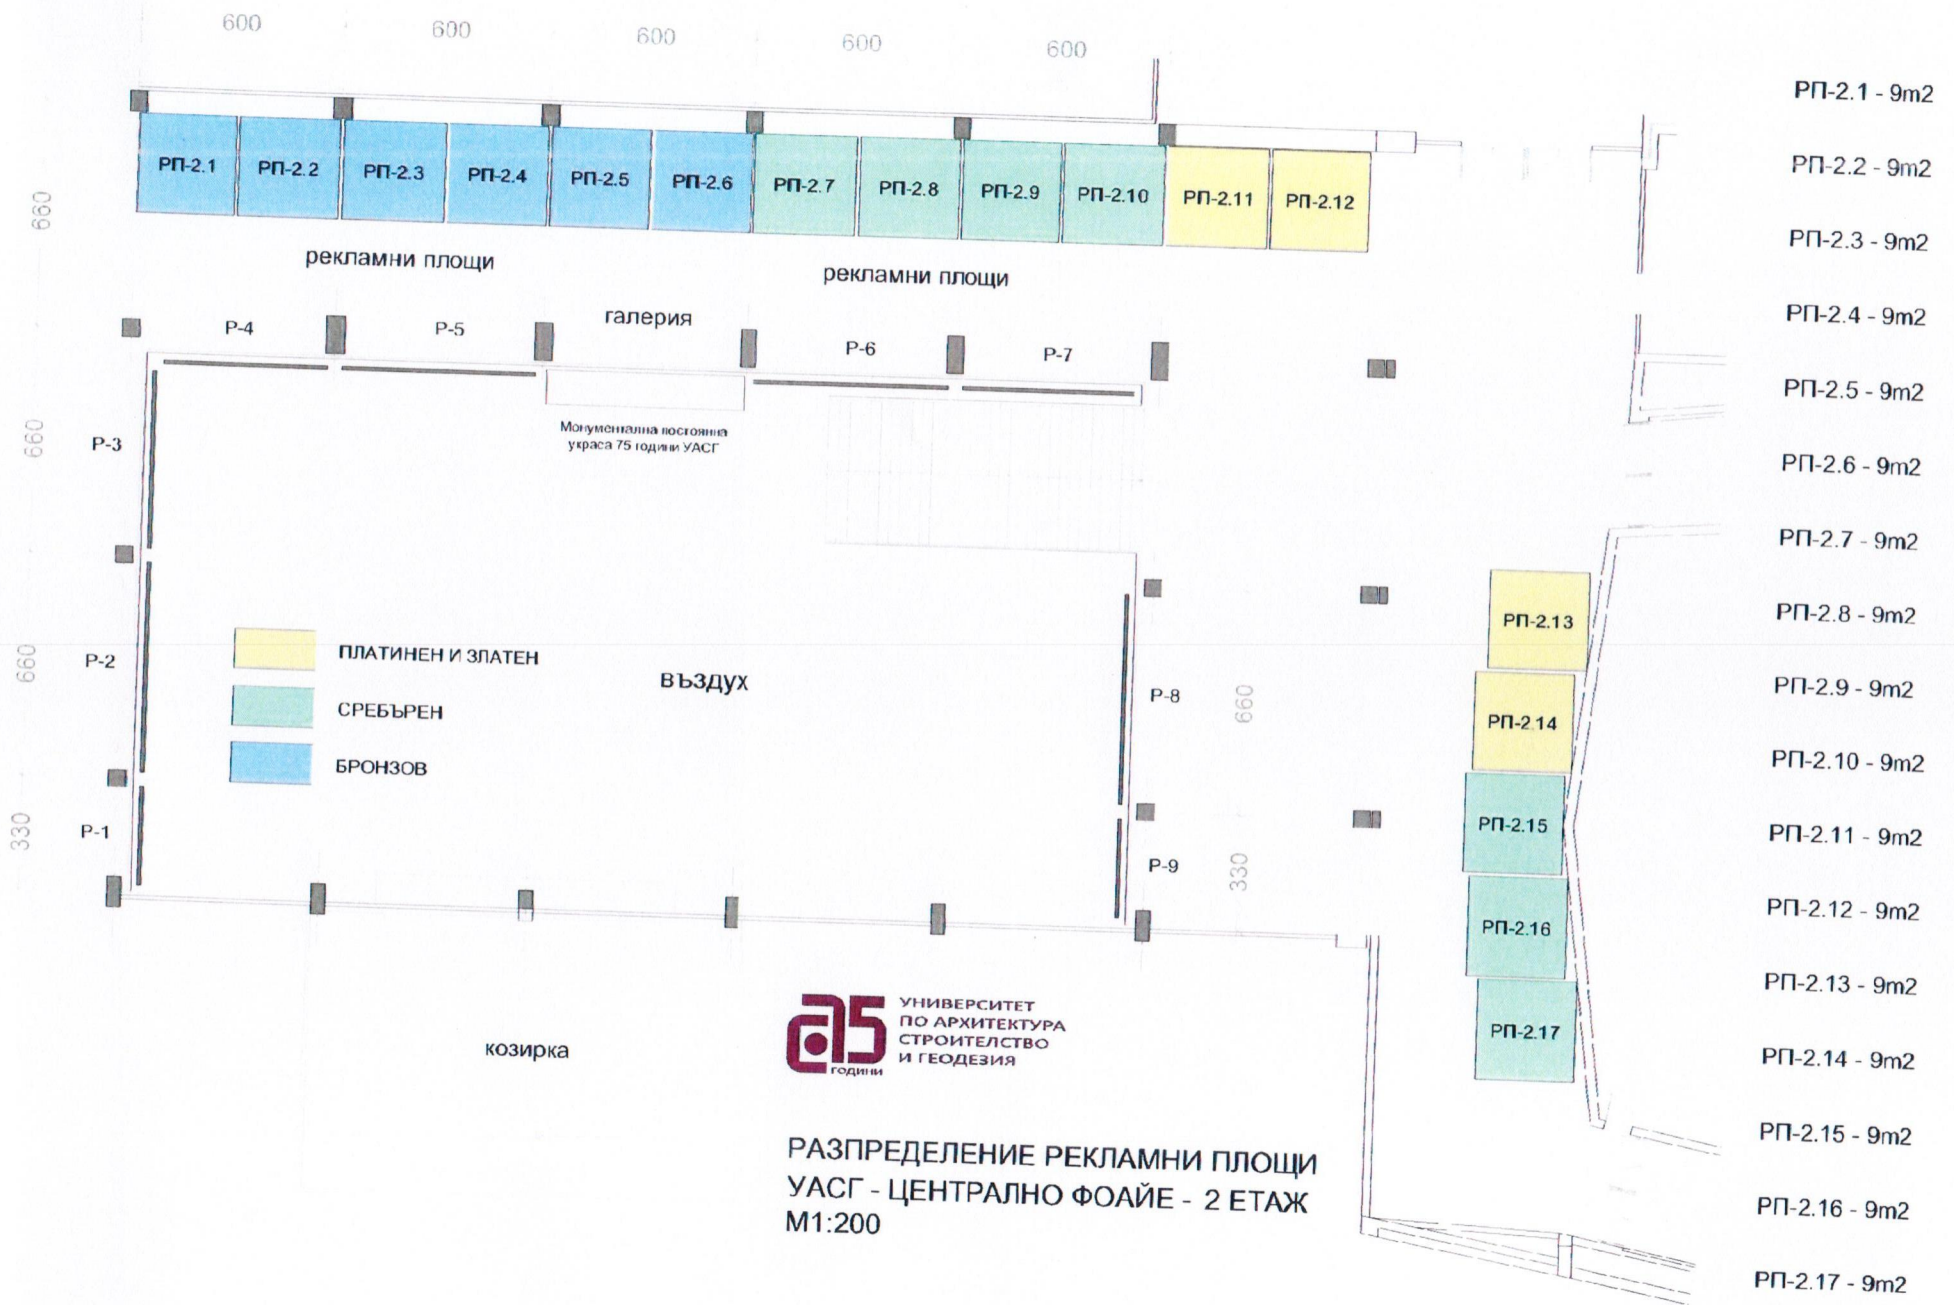 600
600
600
600
600
РП-2.1
РП-2.2
РП-2.3
РП-2.4
РП-2.5
РП-2.6
РП-2.7
РП-2.8
РП-2.9
РП-2.10
РП-2.11
РП-2.12
660
рекламни площи
рекламни площи
галерия
P-4
P-5
P-6
P-7
Монументална постоянна
украса 75 години УАСГ
660
P-3
660
P-2
ПЛАТИНЕН И ЗЛАТЕН
СРЕБЪРЕН
БРОНЗОВ
въздух
P-8
660
330
P-1
P-9
330
РП-2.13
РП-2.14
РП-2.15
РП-2.16
РП-2.17
козирка
75
ГОДИНИ
УНИВЕРСИТЕТ
ПО АРХИТЕКТУРА
СТРОИТЕЛСТВО
И ГЕОДЕЗИЯ
РАЗПРЕДЕЛЕНИЕ РЕКЛАМНИ ПЛОЩИ
УАСГ - ЦЕНТРАЛНО ФОАЙЕ - 2 ЕТАЖ
М1:200
РП-2.1 - 9m2
РП-2.2 - 9m2
РП-2.3 - 9m2
РП-2.4 - 9m2
РП-2.5 - 9m2
РП-2.6 - 9m2
РП-2.7 - 9m2
РП-2.8 - 9m2
РП-2.9 - 9m2
РП-2.10 - 9m2
РП-2.11 - 9m2
РП-2.12 - 9m2
РП-2.13 - 9m2
РП-2.14 - 9m2
РП-2.15 - 9m2
РП-2.16 - 9m2
РП-2.17 - 9m2